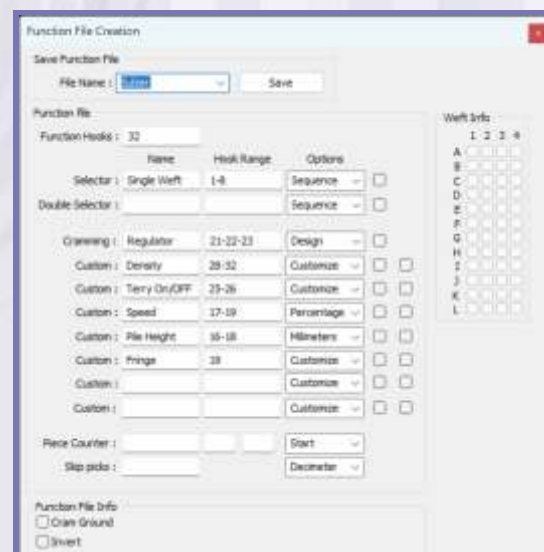 Function File Creation
Save Function File
File Name : Save
Function file
Function Hooks : 32
Name Hook Range Options
Selector : Single Weft 1-8 Sequence
Double Selector : Sequence
Cramming : Regulator 21-22-23 Design
Custom : Density 28-32 Customize
Custom : Terry On/OFF 25-26 Customize
Custom : Speed 17-19 Percentage
Custom : Pile Height 16-18 Milimeters
Custom : Fringe Customize
Custom : Customize
Custom : Customize
Piece Counter : Start
Skip picks : Decimeter
Function File Info
Cram Ground
Invert
Weft Info
1 2 3 4
A
B
C
D
E
F
G
H
I
J
K
L